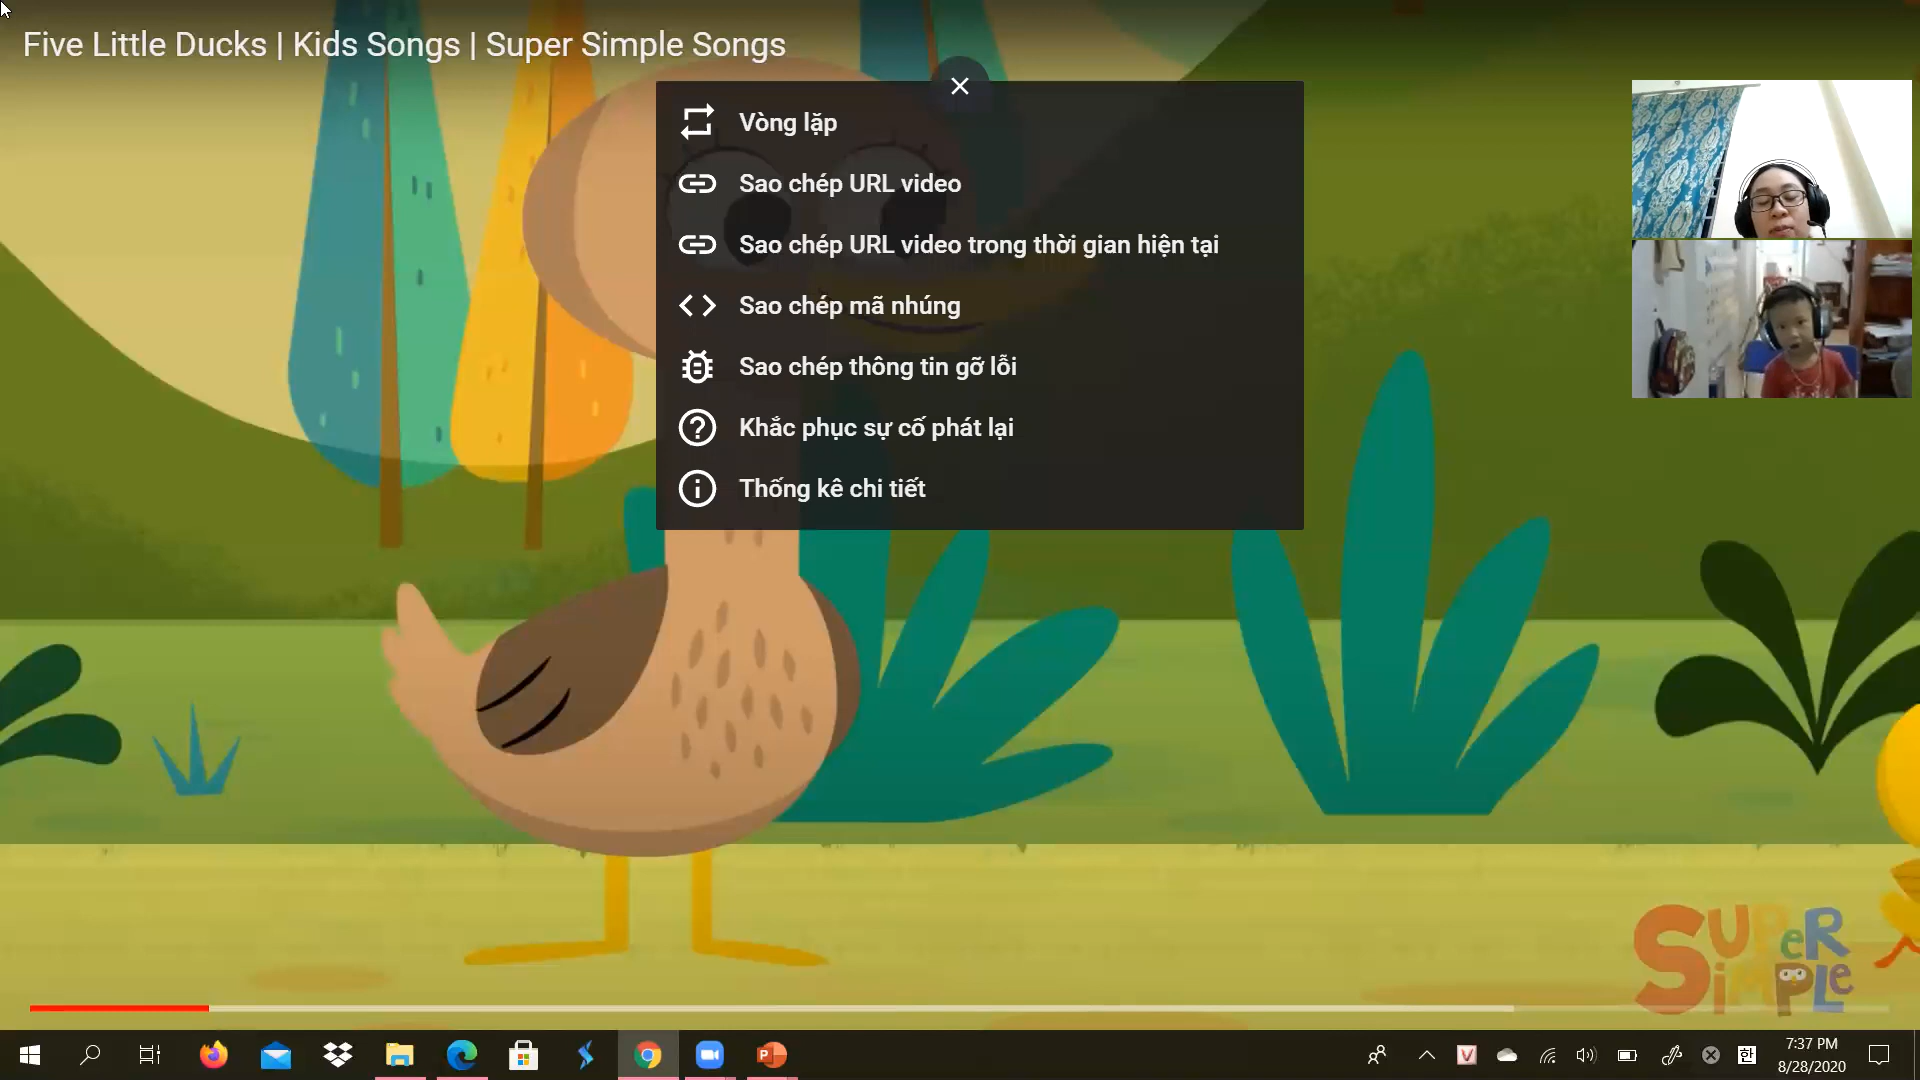 Five Little Ducks | Kids Songs | Super Simple Songs
Vòng lặp
Sao chép URL video
Sao chép URL video trong thời gian hiện tại
Sao chép mã nhúng
Sao chép thông tin gỡ lỗi
Khắc phục sự cố phát lại
Thống kê chi tiết
SUPeR
SiMPLe
V
한
P
7:37 PM
8/28/2020